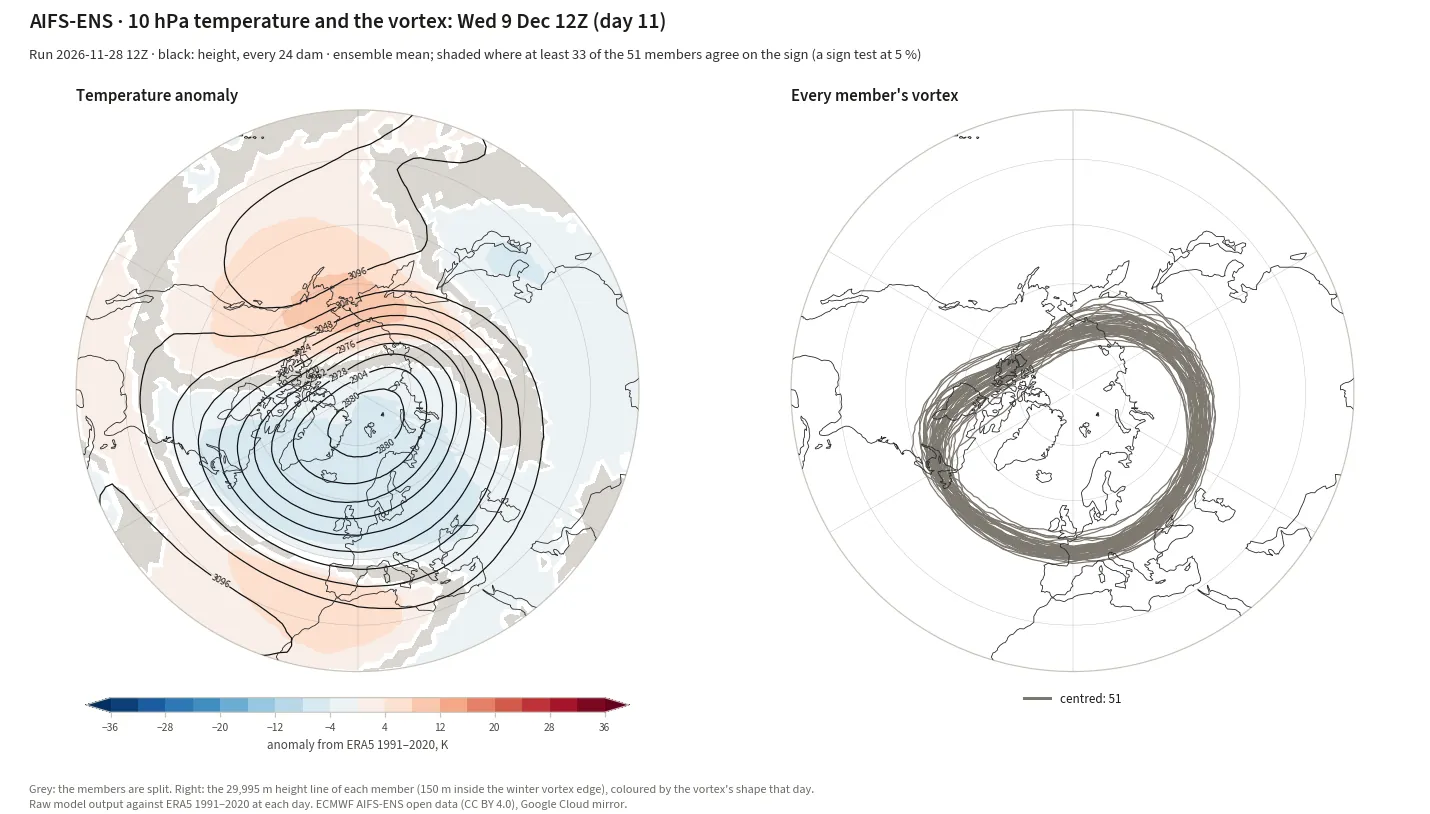 AIFS-ENS · 10 hPa temperature and the vortex: Wed 9 Dec 12Z (day 11)
Run 2026-11-28 12Z · black: height, every 24 dam · ensemble mean; shaded where at least 33 of the 51 members agree on the sign (a sign test at 5 %)
Temperature anomaly
Every member's vortex
3096
3048
2976
2928
2904
2880
2880
3096
centred: 51
−36 −28 −20 −12 −4 4 12 20 28 36
anomaly from ERA5 1991–2020, K
Grey: the members are split. Right: the 29,995 m height line of each member (150 m inside the winter vortex edge), coloured by the vortex's shape that day.
Raw model output against ERA5 1991–2020 at each day. ECMWF AIFS-ENS open data (CC BY 4.0), Google Cloud mirror.